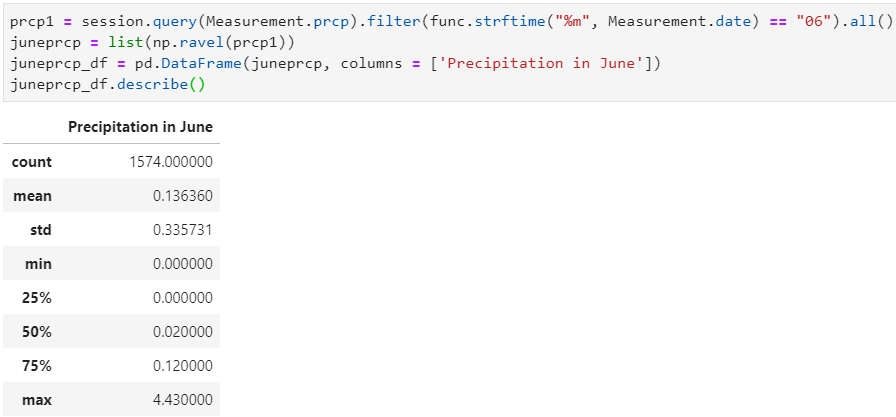 prcp1 = session.query(Measurement.prcp).filter(func.strftime("%m", Measurement.date) == "06").all()
juneprcp = list(np.ravel(prcp1))
juneprcp_df = pd.DataFrame(juneprcp, columns = ['Precipitation in June'])
juneprcp_df.describe()
Precipitation in June
count 1574.000000
mean 0.136360
std 0.335731
min 0.000000
25% 0.000000
50% 0.020000
75% 0.120000
max 4.430000